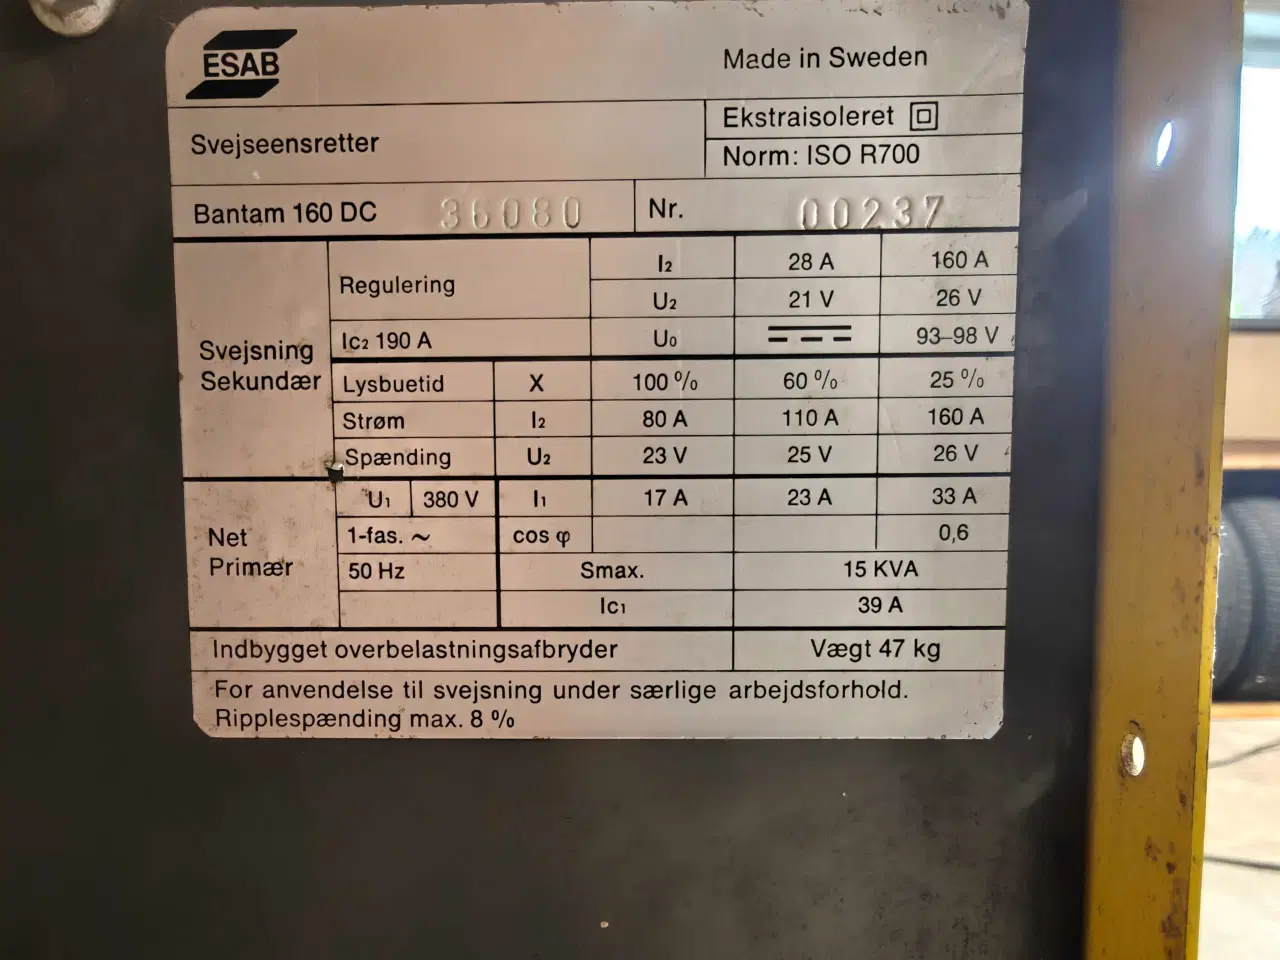 ESAB
Made in Sweden
Svejseensretter
Ekstraisoleret
Norm: ISO R700
Bantam 160 DC 36080 Nr. 00237
Svejsning Sekundær
Regulering I2 28 A 160 A
U2 21 V 26 V
Ic2 190 A U0 93–98 V
Lysbuetid X 100 % 60 % 25 %
Strøm I2 80 A 110 A 160 A
Spænding U2 23 V 25 V 26 V
Net Primær
U1 380 V I1 17 A 23 A 33 A
1-fas. ~ cos φ 0,6
50 Hz Smax. 15 KVA
Ic1 39 A
Indbygget overbelastningsafbryder Vægt 47 kg
For anvendelse til svejsning under særlige arbejdsforhold.
Ripplespænding max. 8 %